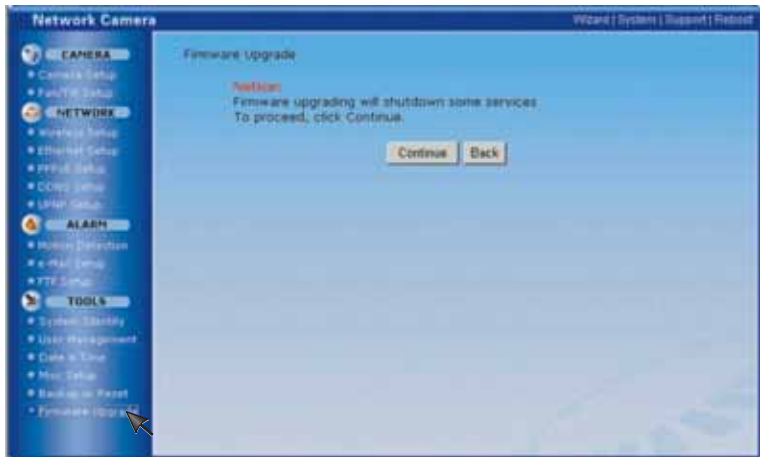 Network Camera
Wizard | System | Support | Reboot
CAMERA
Camera Setup
Pan/Tilt Setup
NETWORK
Wireless Setup
Ethernet Setup
PPPoE Setup
DDNS Setup
UPNP Setup
ALARM
Motion Detection
e-Mail Setup
FTP Setup
TOOLS
System Identity
User Management
Date & Time
Misc Setup
Backup or Reset
Firmware Upgrade
Firmware Upgrade
Notice:
Firmware upgrading will shutdown some services
To proceed, click Continue.
Continue
Back